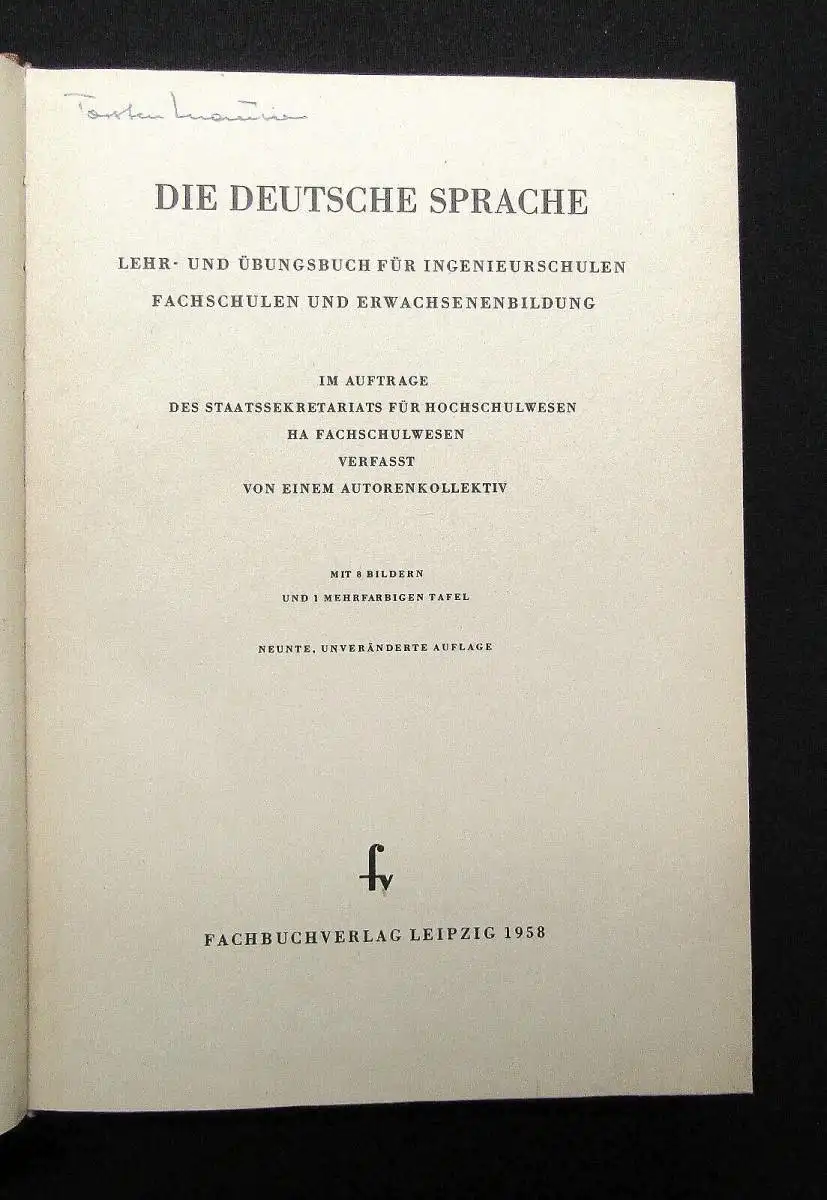 Torsten
DIE DEUTSCHE SPRACHE
LEHR- UND ÜBUNGSBUCH FÜR INGENIEURSCHULEN
FACHSCHULEN UND ERWACHSENENBILDUNG
IM AUFTRAGE
DES STAATSSEKRETARIATS FÜR HOCHSCHULWESEN
HA FACHSCHULWESEN
VERFASST
VON EINEM AUTORENKOLLEKTIV
MIT 8 BILDERN
UND 1 MEHRFARBIGEN TAFEL
NEUNTE, UNVERÄNDERTE AUFLAGE
fv
FACHBUCHVERLAG LEIPZIG 1958